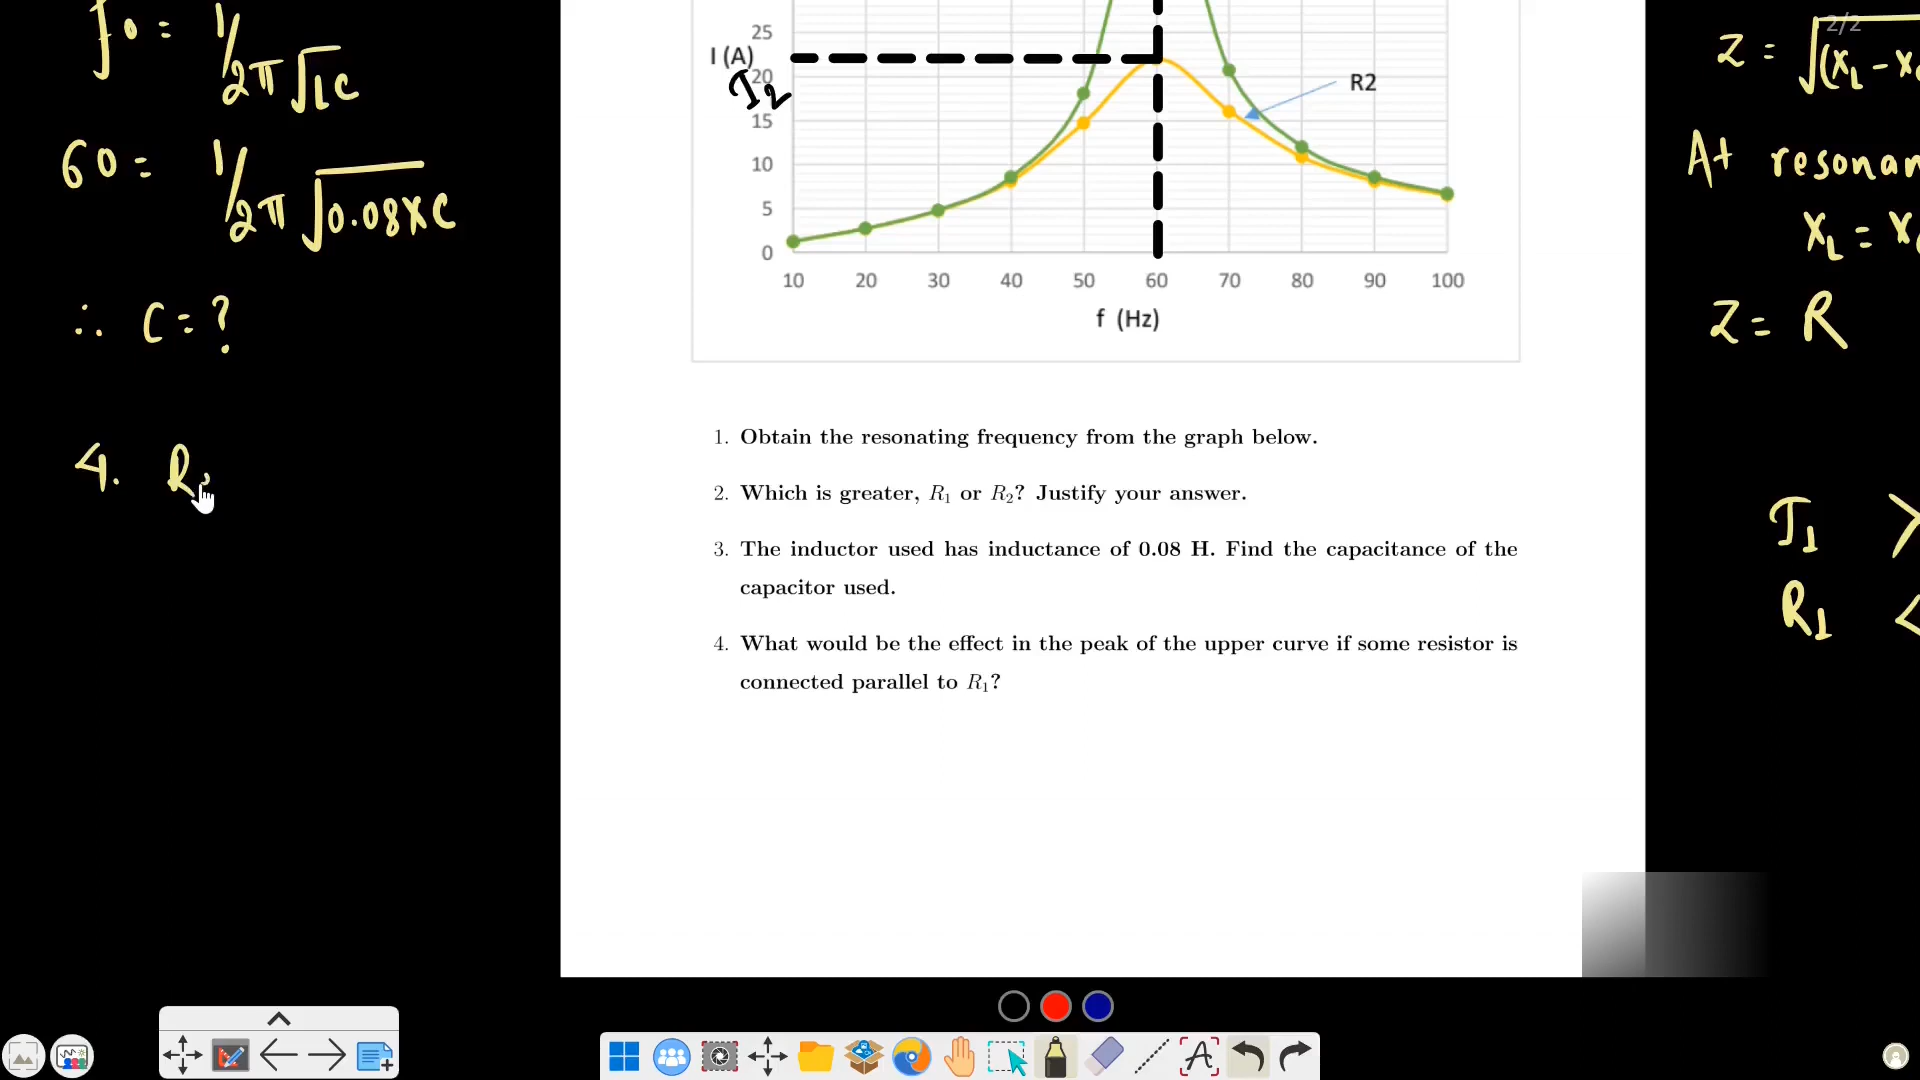 f0 = 1/2π√LC
60 = 1/2π√0.08×C
∴ C = ?
4. R
25
I (A)
20
I2
15
10
5
0
R2
10 20 30 40 50 60 70 80 90 100
f (Hz)
1. Obtain the resonating frequency from the graph below.
2. Which is greater, R1 or R2? Justify your answer.
3. The inductor used has inductance of 0.08 H. Find the capacitance of the
capacitor used.
4. What would be the effect in the peak of the upper curve if some resistor is
connected parallel to R1?
2/2
Z = √(XL - X
At resonan
XL = X
Z = R
I1 >
R1 <